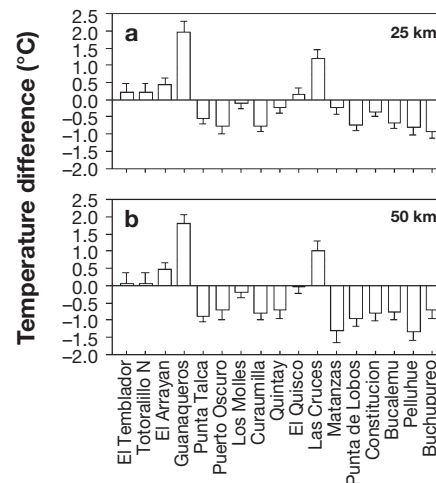 Temperature difference (°C)
a
25 km
2.5
2.0
1.5
1.0
0.5
0.0
−0.5
−1.0
−1.5
−2.0
b
50 km
2.5
2.0
1.5
1.0
0.5
0.0
−0.5
−1.0
−1.5
−2.0
El Temblador
Totoralillo N
El Arrayan
Guanaqueros
Punta Talca
Puerto Oscuro
Los Molles
Curaumilla
Quintay
El Quisco
Las Cruces
Matanzas
Punta de Lobos
Constitucion
Bucalemu
Pelluhue
Buchupureo